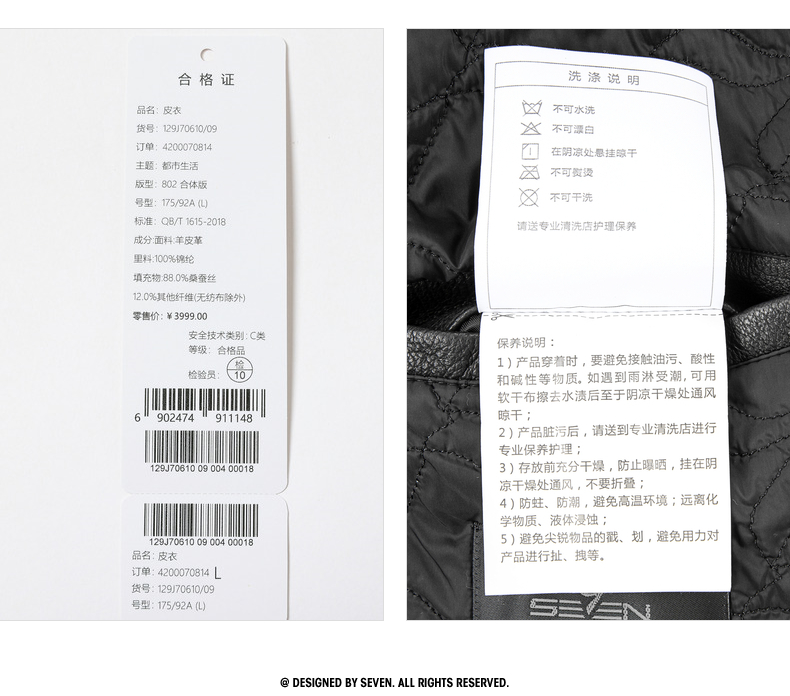 合格证
品名: 皮衣
货号: 129J70610/09
订单: 4200070814
主题: 都市生活
版型: 802 合体版
号型: 175/92A (L)
标准: QB/T 1615-2018
成分:面料:羊皮革
里料:100%锦纶
填充物:88.0%桑蚕丝
12.0%其他纤维(无纺布除外)
零售价: ¥3999.00
安全技术类别: C类
等级: 合格品
检验员: 检 10
6 902474 911148
129J70610 09 004 00018
129J70610 09 004 00018
品名: 皮衣
订单: 4200070814 L
货号: 129J70610/09
号型: 175/92A (L)
洗涤说明
不可水洗
不可漂白
在阴凉处悬挂晾干
不可熨烫
不可干洗
请送专业清洗店护理保养
保养说明:
1) 产品穿着时, 要避免接触油污、酸性
和碱性等物质。如遇到雨淋受潮, 可用
软干布擦去水渍后至于阴凉干燥处通风
晾干;
2) 产品脏污后, 请送到专业清洗店进行
专业保养护理;
3) 存放前充分干燥, 防止曝晒, 挂在阴
凉干燥处通风, 不要折叠;
4) 防蛀、防潮, 避免高温环境; 远离化
学物质、液体浸蚀;
5) 避免尖锐物品的戳、划, 避免用力对
产品进行扯、拽等。
SEVEN
@ DESIGNED BY SEVEN. ALL RIGHTS RESERVED.